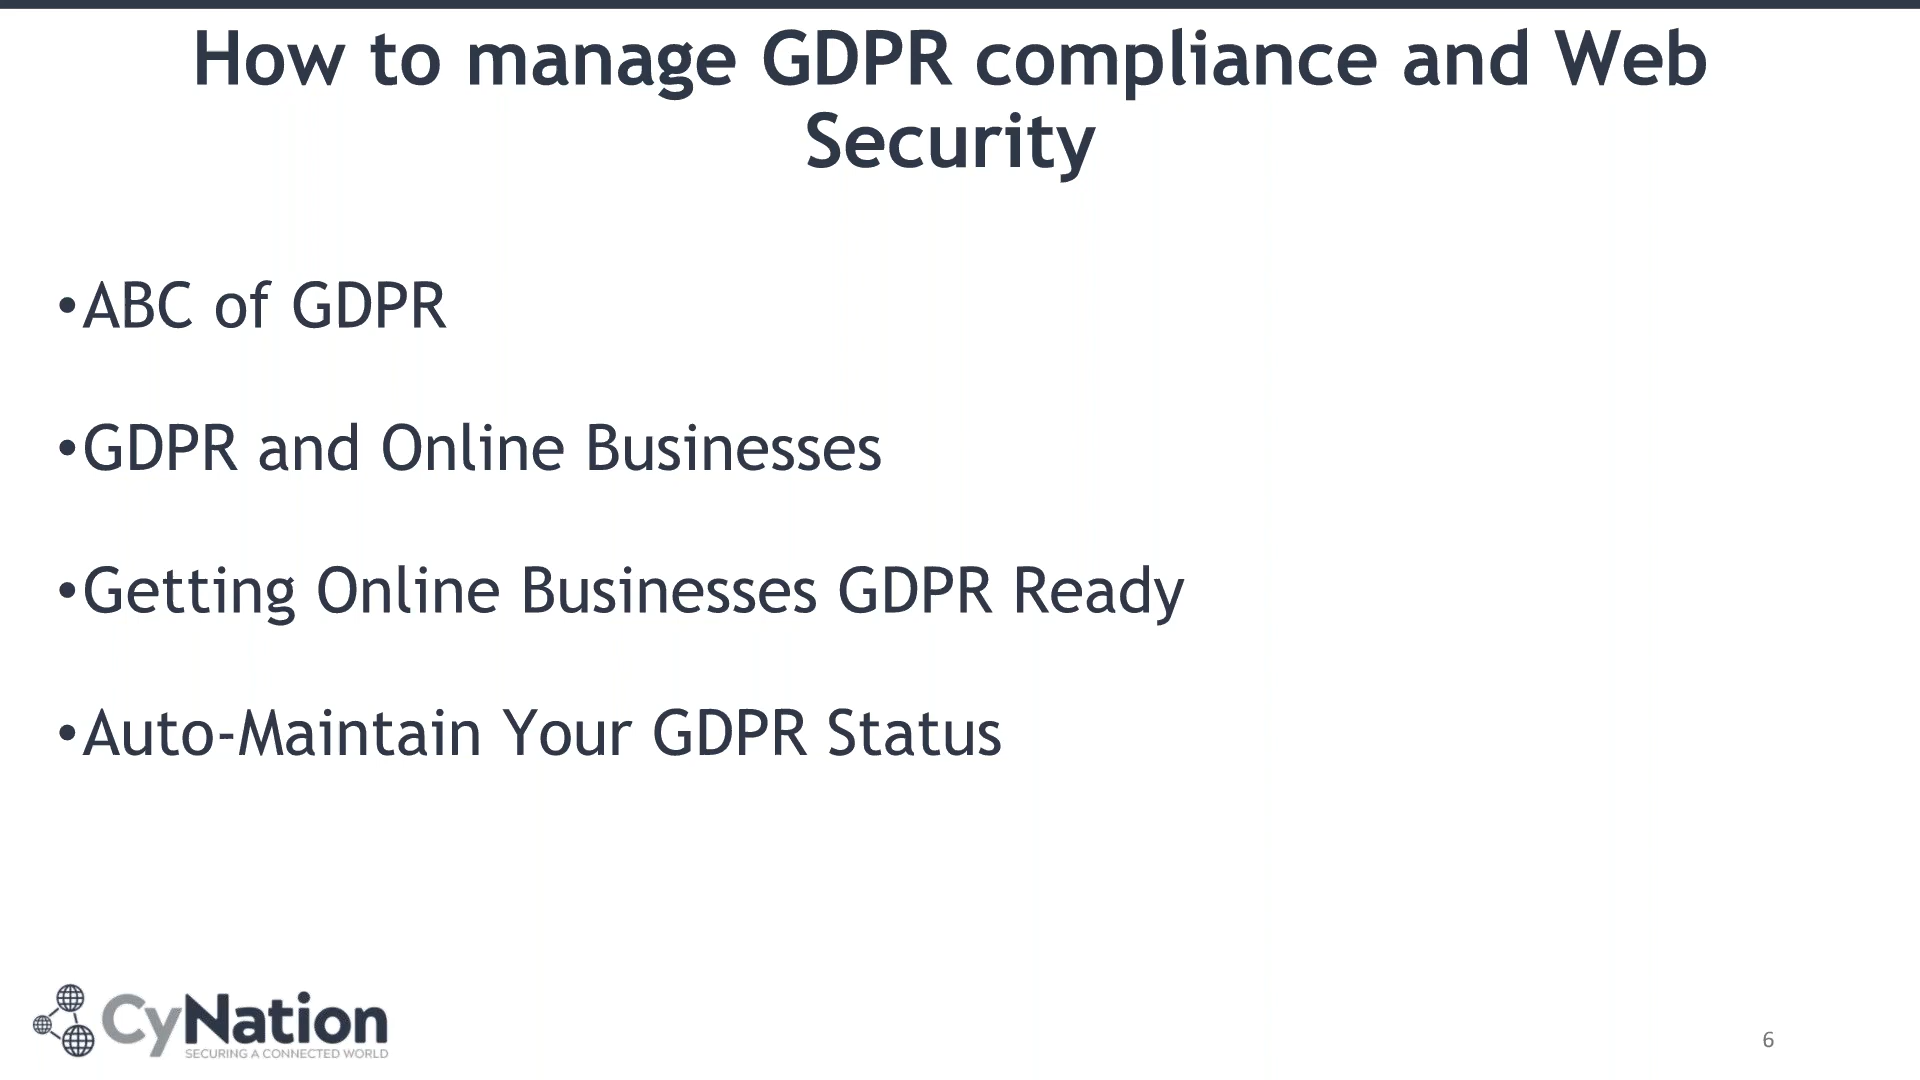 How to manage GDPR compliance and Web
Security
•ABC of GDPR
•GDPR and Online Businesses
•Getting Online Businesses GDPR Ready
•Auto-Maintain Your GDPR Status
CyNation
SECURING A CONNECTED WORLD
6